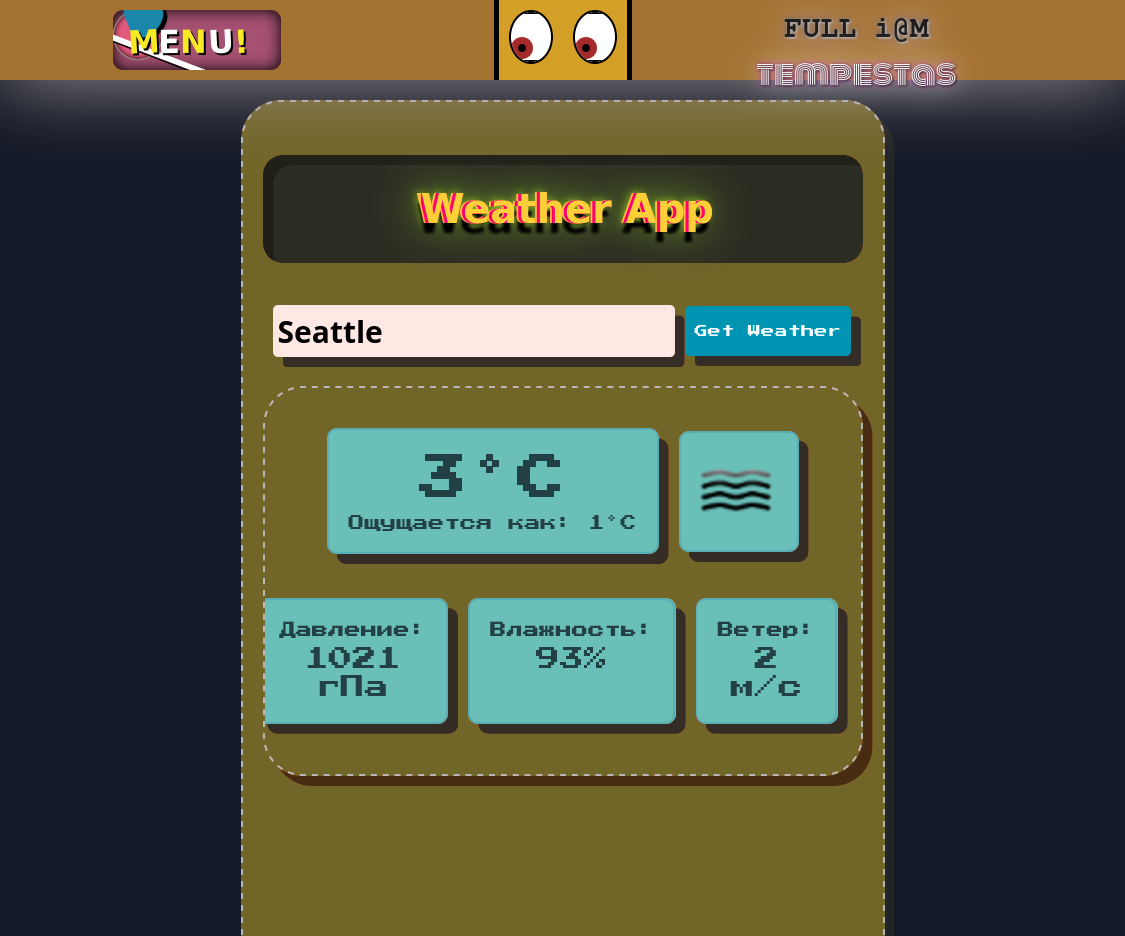 MENU!
FULL i@M
TEMPESTaS
Weather App
Seattle
Get Weather
3°C
Ощущается как: 1°C
Давление:
1021
гПа
Влажность:
93%
Ветер:
2
м/с